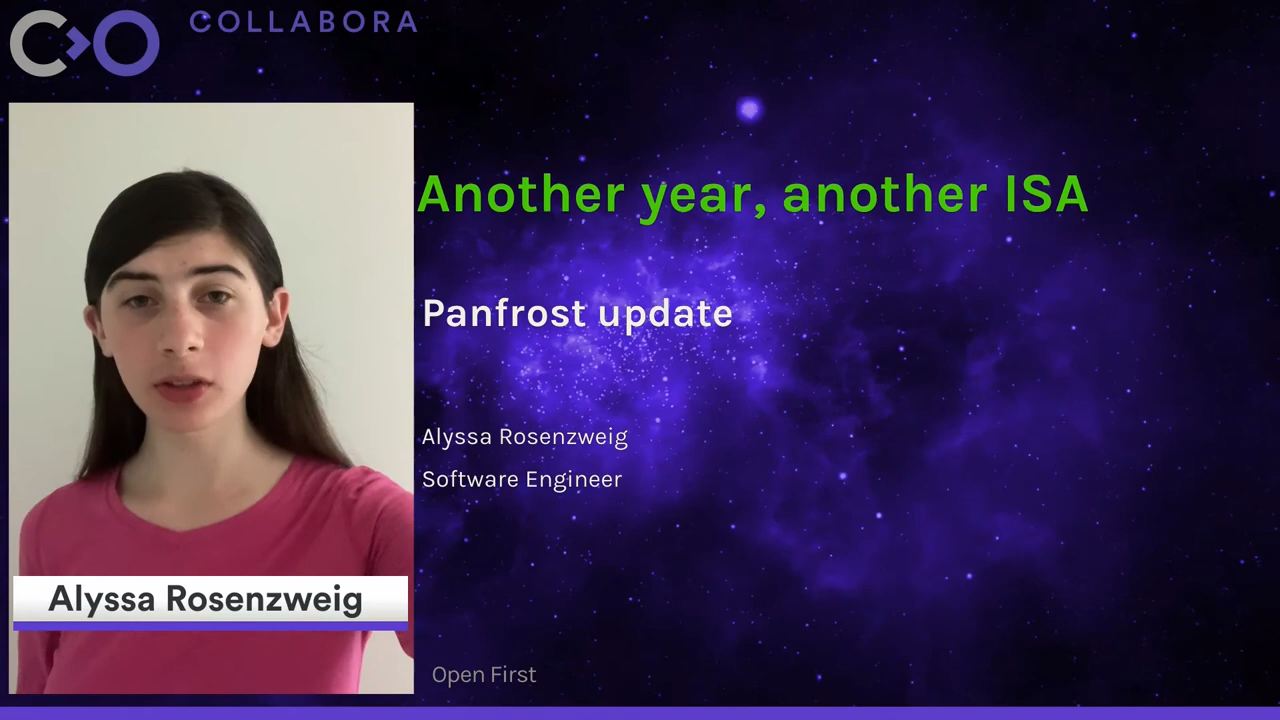 COLLABORA
Another year, another ISA
Panfrost update
Alyssa Rosenzweig
Software Engineer
Alyssa Rosenzweig
Open First